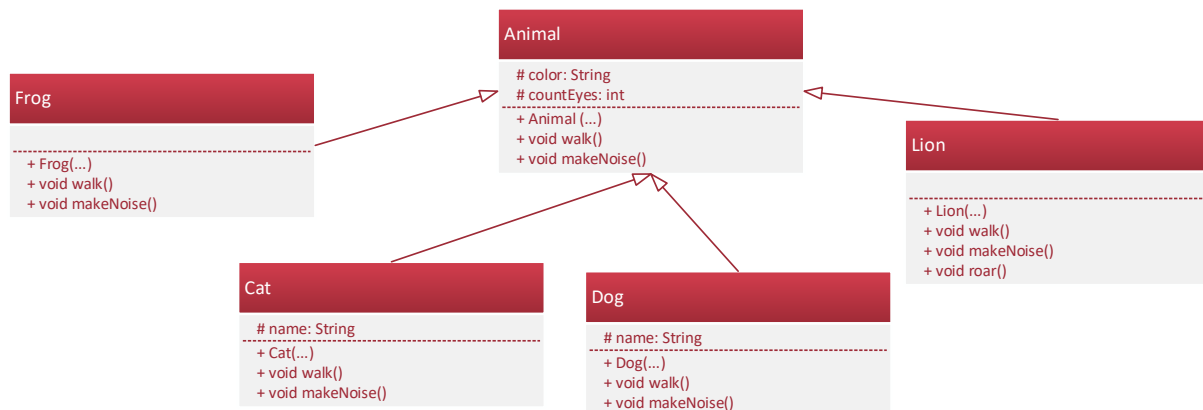 Animal
# color: String
# countEyes: int
+ Animal (...)
+ void walk()
+ void makeNoise()
Frog
+ Frog(...)
+ void walk()
+ void makeNoise()
Lion
+ Lion(...)
+ void walk()
+ void makeNoise()
+ void roar()
Cat
# name: String
+ Cat(...)
+ void walk()
+ void makeNoise()
Dog
# name: String
+ Dog(...)
+ void walk()
+ void makeNoise()